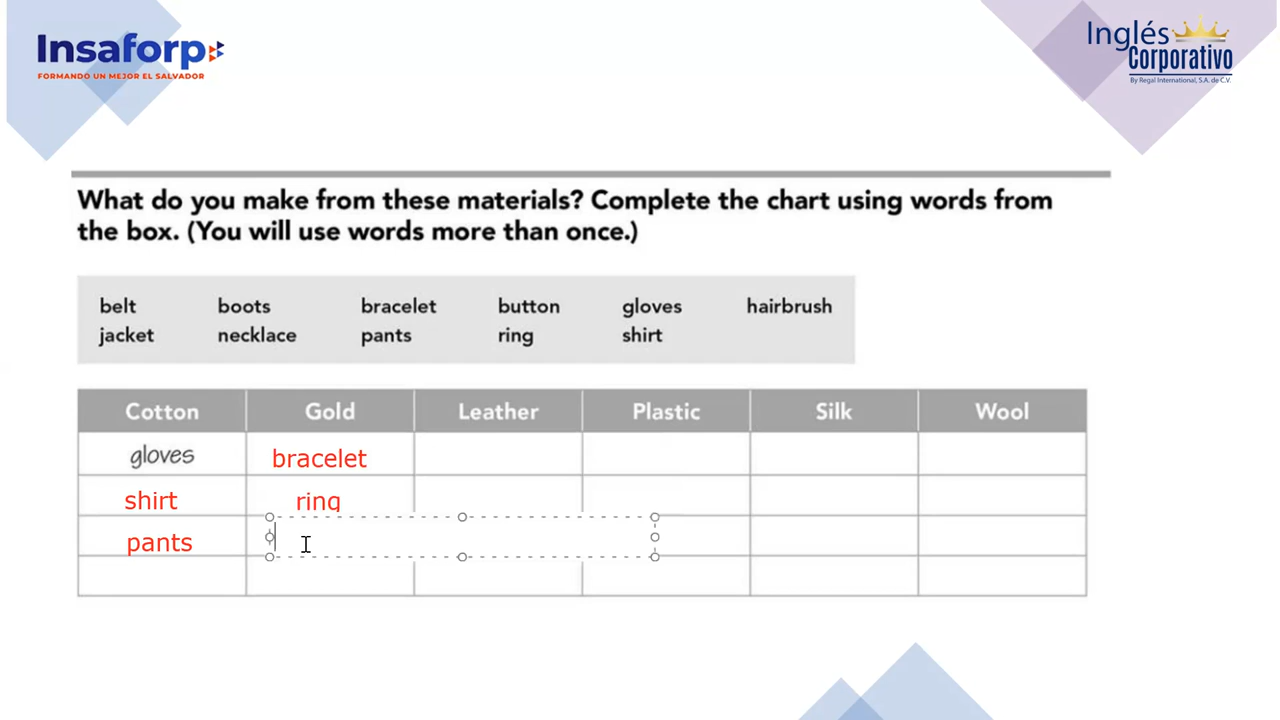 Insaforp
FORMANDO UN MEJOR EL SALVADOR
Inglés
Corporativo
By Regal International, S.A. de C.V.
What do you make from these materials? Complete the chart using words from
the box. (You will use words more than once.)
belt boots bracelet button gloves hairbrush
jacket necklace pants ring shirt
Cotton Gold Leather Plastic Silk Wool
gloves bracelet
shirt ring
pants